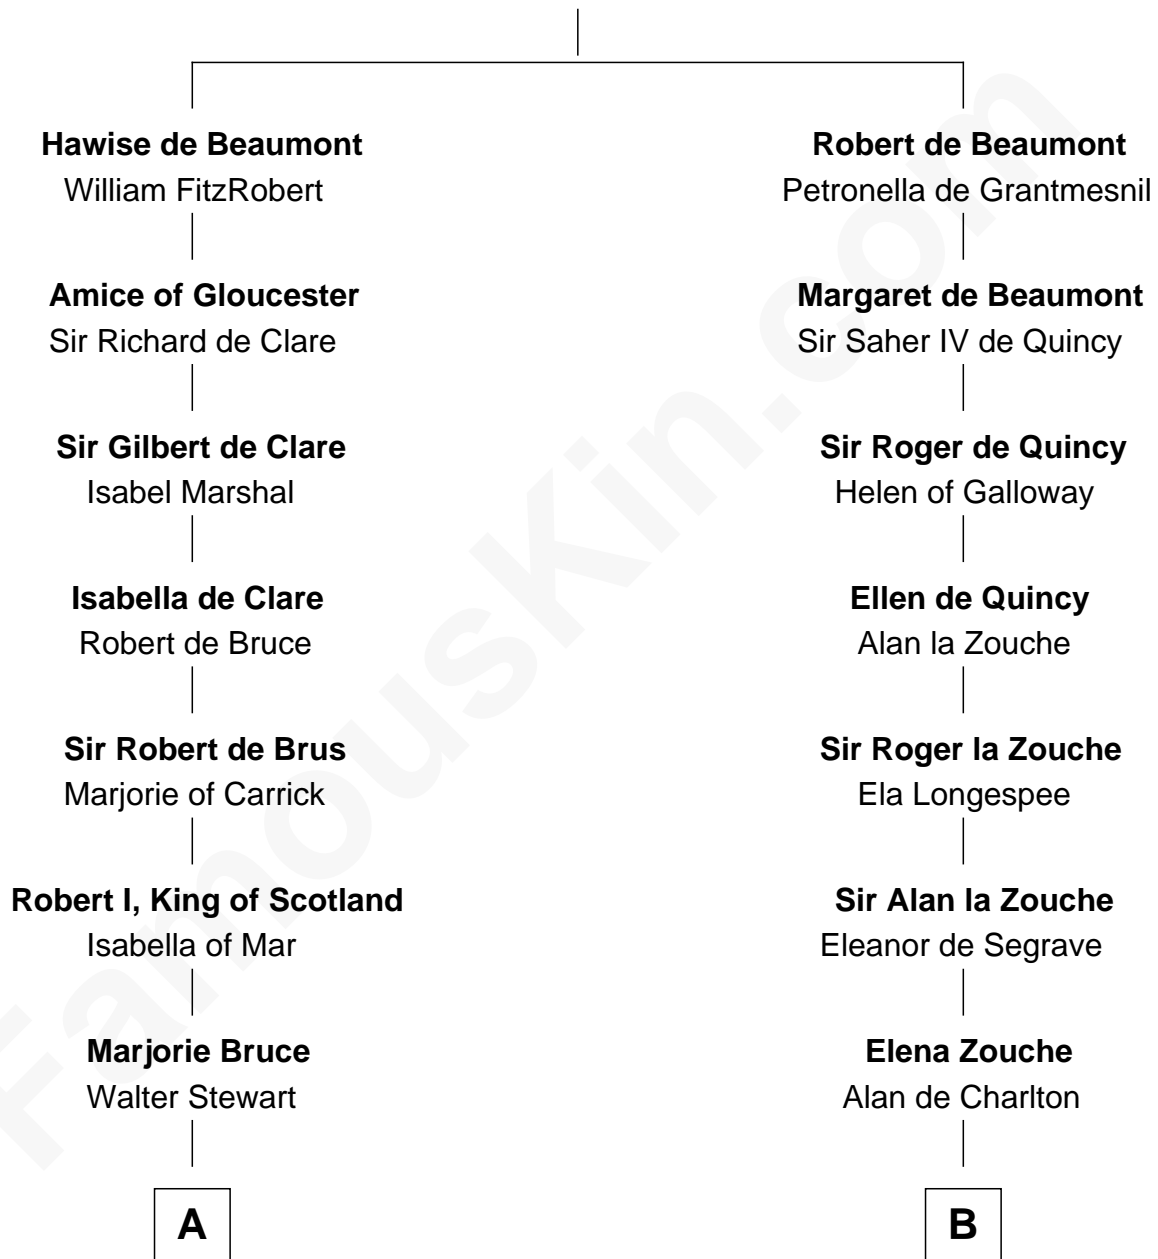 Hawise de Beaumont
William FitzRobert
Robert de Beaumont
Petronella de Grantmesnil
Amice of Gloucester
Sir Richard de Clare
Margaret de Beaumont
Sir Saher IV de Quincy
Sir Gilbert de Clare
Isabel Marshal
Sir Roger de Quincy
Helen of Galloway
Isabella de Clare
Robert de Bruce
Ellen de Quincy
Alan la Zouche
Sir Robert de Brus
Marjorie of Carrick
Sir Roger la Zouche
Ela Longespee
Robert I, King of Scotland
Isabella of Mar
Sir Alan la Zouche
Eleanor de Segrave
Marjorie Bruce
Walter Stewart
Elena Zouche
Alan de Charlton
A
B
FamousKin.com